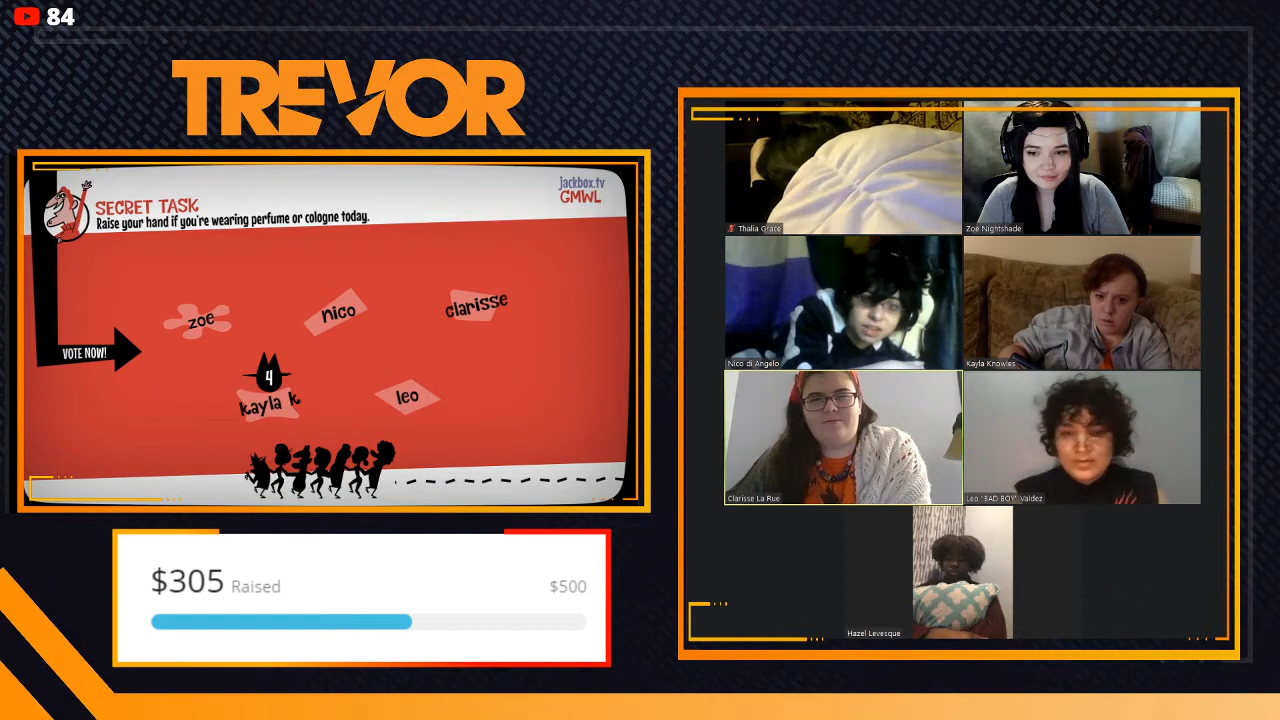 84
TREVOR
SECRET TASK
Raise your hand if you're wearing perfume or cologne today.
jackbox.tv
GMWL
zoe
nico
clarisse
VOTE NOW!
4
kayla k
leo
$305 Raised
$500
Thalia Grace
Zoë Nightshade
Nico di Angelo
Kayla Knowles
Clarisse La Rue
Leo "BAD BOY" Valdez
Hazel Levesque